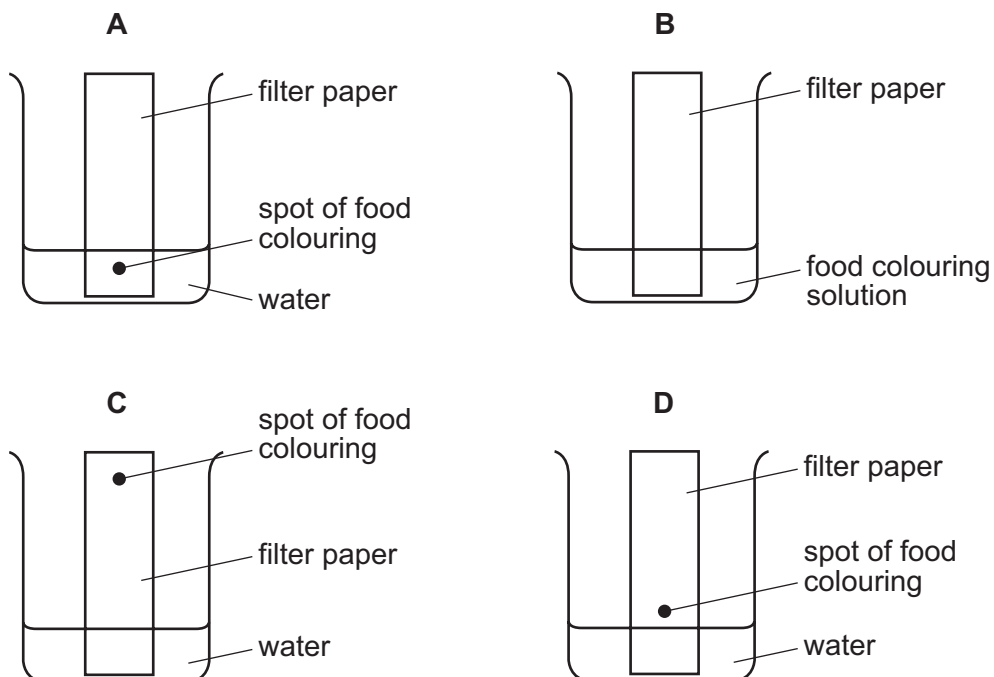 A
filter paper
spot of food
colouring
water
B
filter paper
food colouring
solution
C
spot of food
colouring
filter paper
water
D
filter paper
spot of food
colouring
water